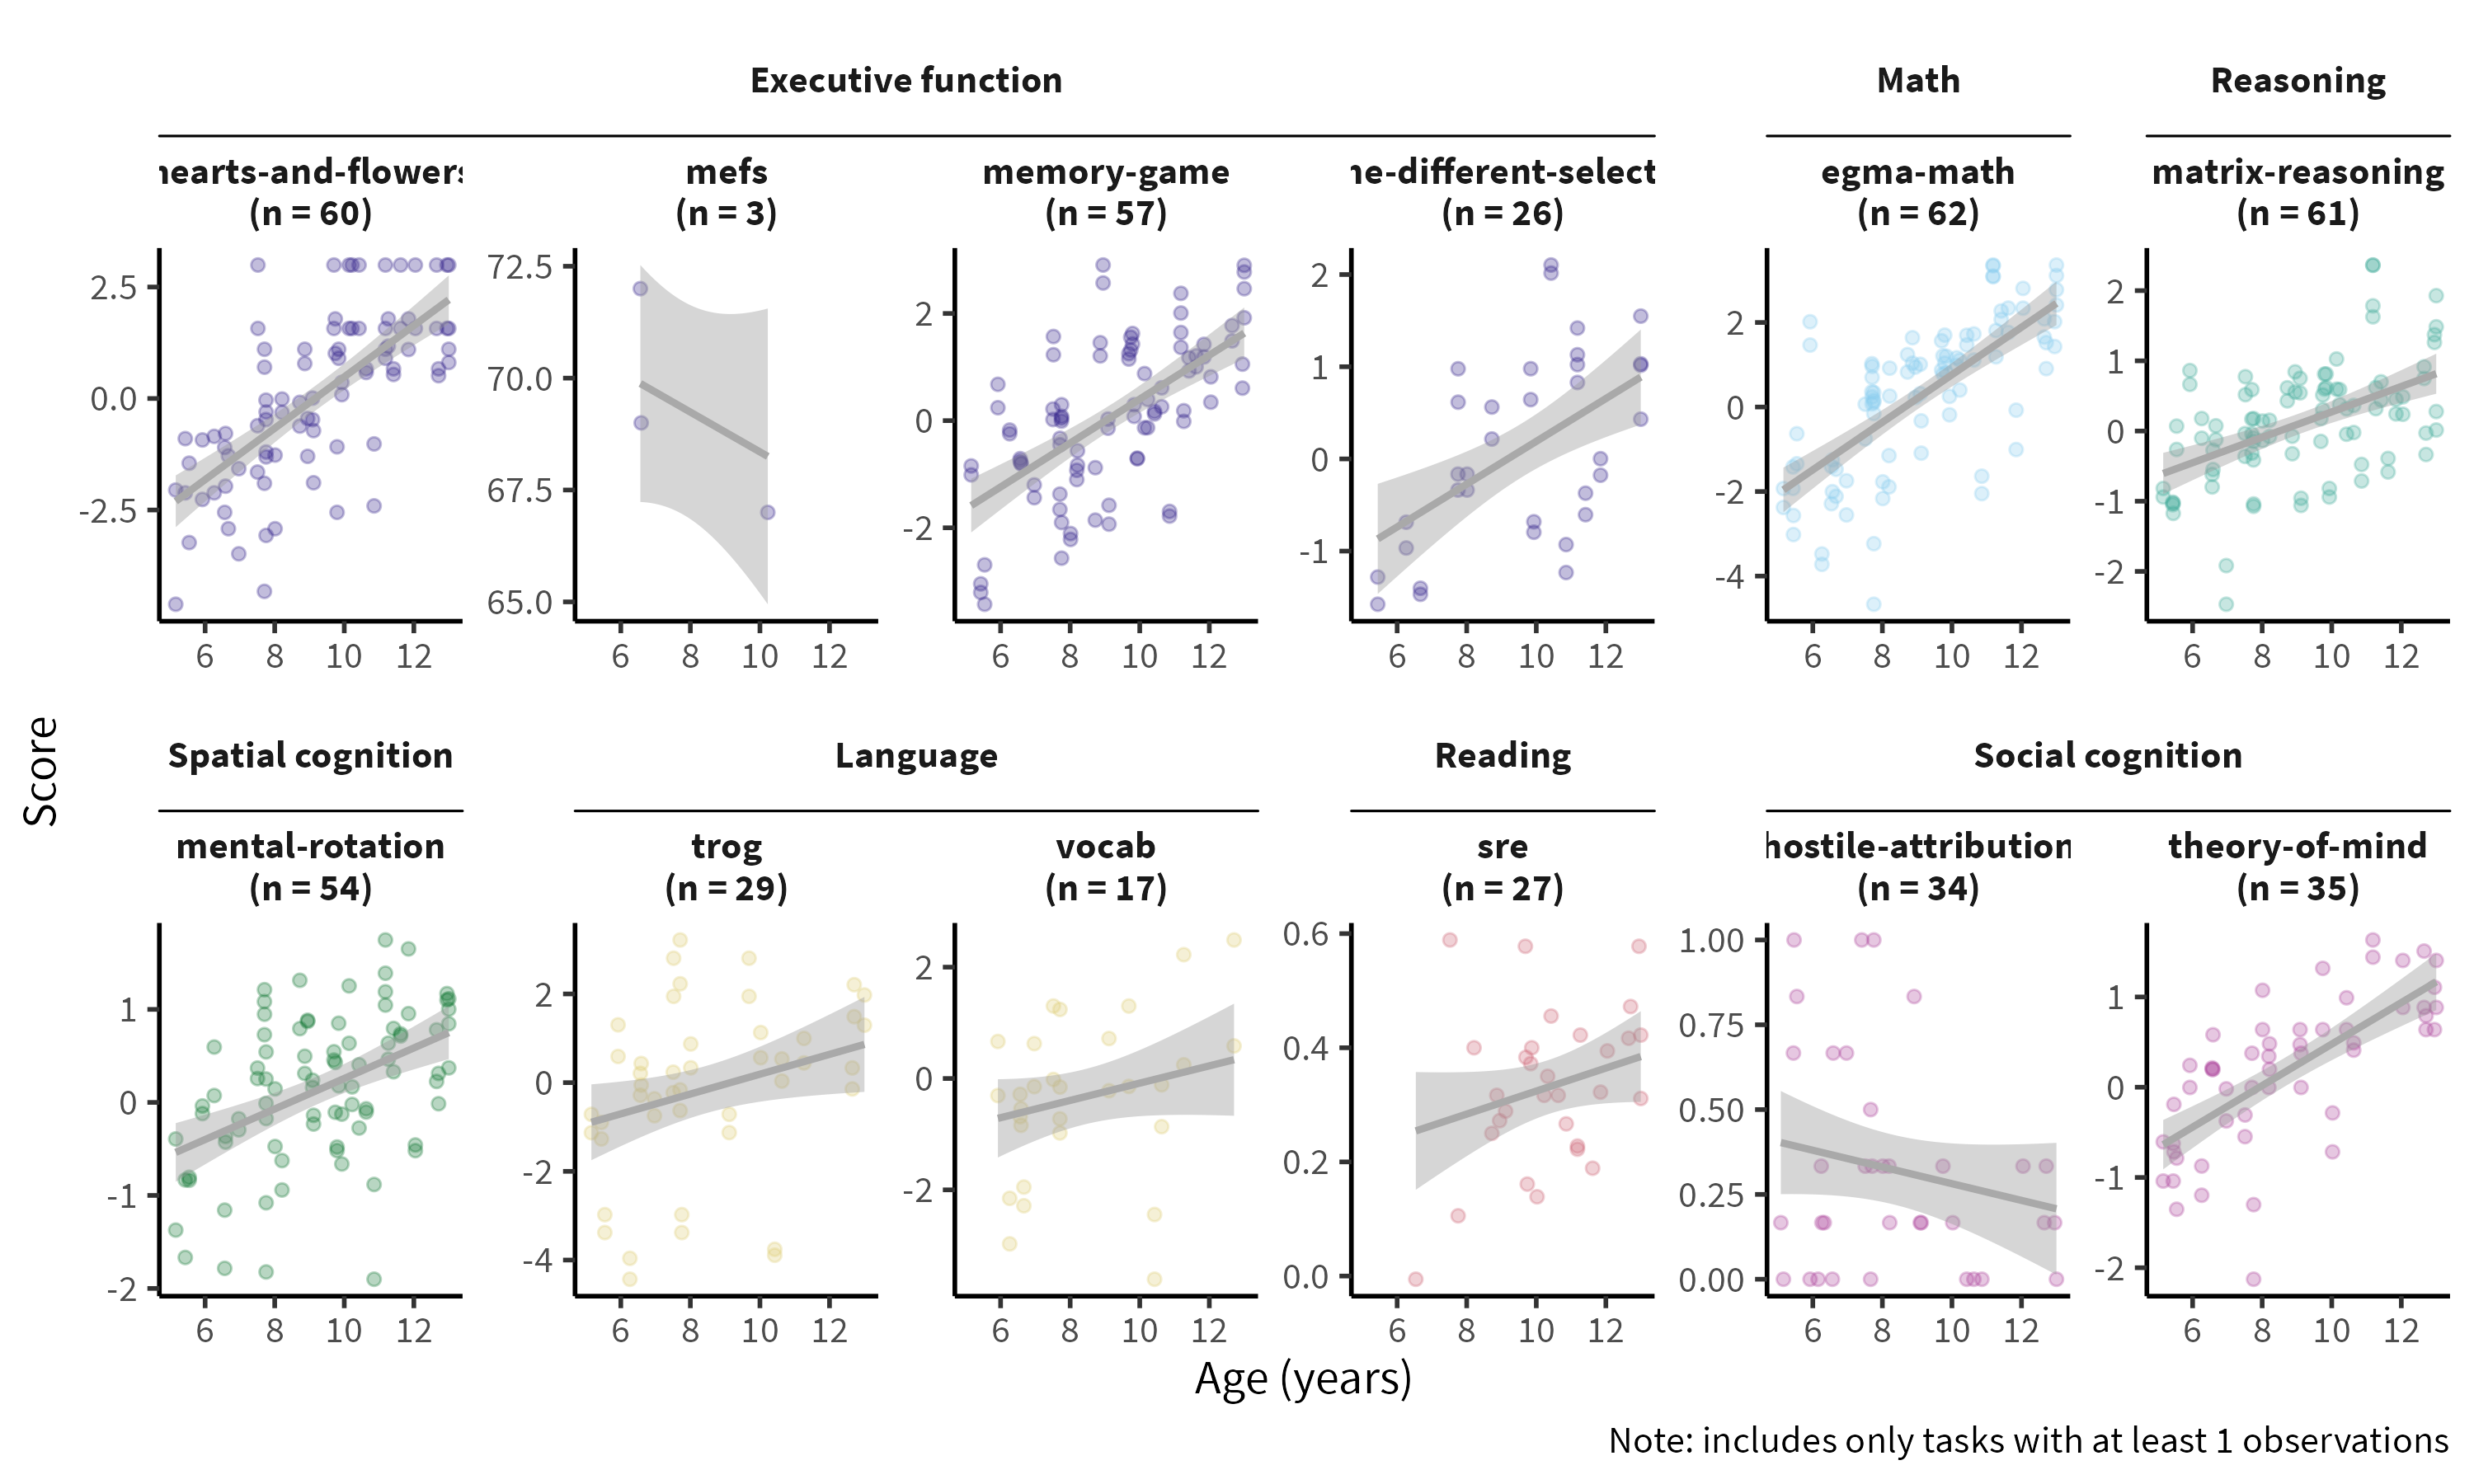 Executive function
Math
Reasoning
hearts-and-flowers
(n = 60)
mefs
(n = 3)
memory-game
(n = 57)
ne-different-select
(n = 26)
egma-math
(n = 62)
matrix-reasoning
(n = 61)
2.5
0.0
-2.5
6 8 10 12
72.5
70.0
67.5
65.0
6 8 10 12
2
0
-2
6 8 10 12
2
1
0
-1
6 8 10 12
2
0
-2
-4
6 8 10 12
2
1
0
-1
-2
6 8 10 12
Score
Spatial cognition
Language
Reading
Social cognition
mental-rotation
(n = 54)
trog
(n = 29)
vocab
(n = 17)
sre
(n = 27)
hostile-attribution
(n = 34)
theory-of-mind
(n = 35)
1
0
-1
-2
6 8 10 12
2
0
-2
-4
6 8 10 12
2
0
-2
6 8 10 12
0.6
0.4
0.2
0.0
6 8 10 12
1.00
0.75
0.50
0.25
0.00
6 8 10 12
1
0
-1
-2
6 8 10 12
Age (years)
Note: includes only tasks with at least 1 observations